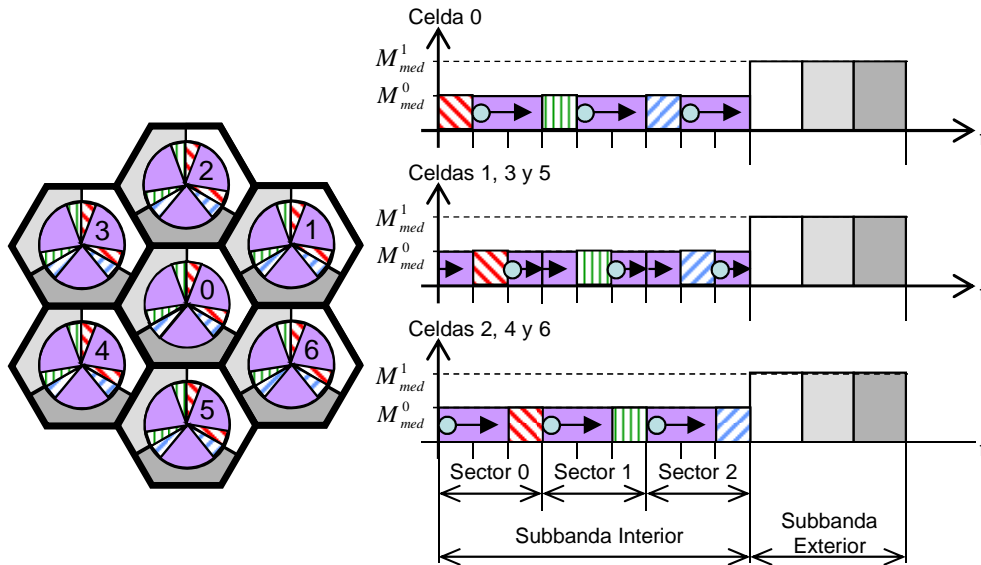 Celda 0
M^1_med
M^0_med
Celdas 1, 3 y 5
M^1_med
M^0_med
Celdas 2, 4 y 6
M^1_med
M^0_med
Sector 0
Sector 1
Sector 2
Subbanda Interior
Subbanda
Exterior
2
3
1
0
4
6
5